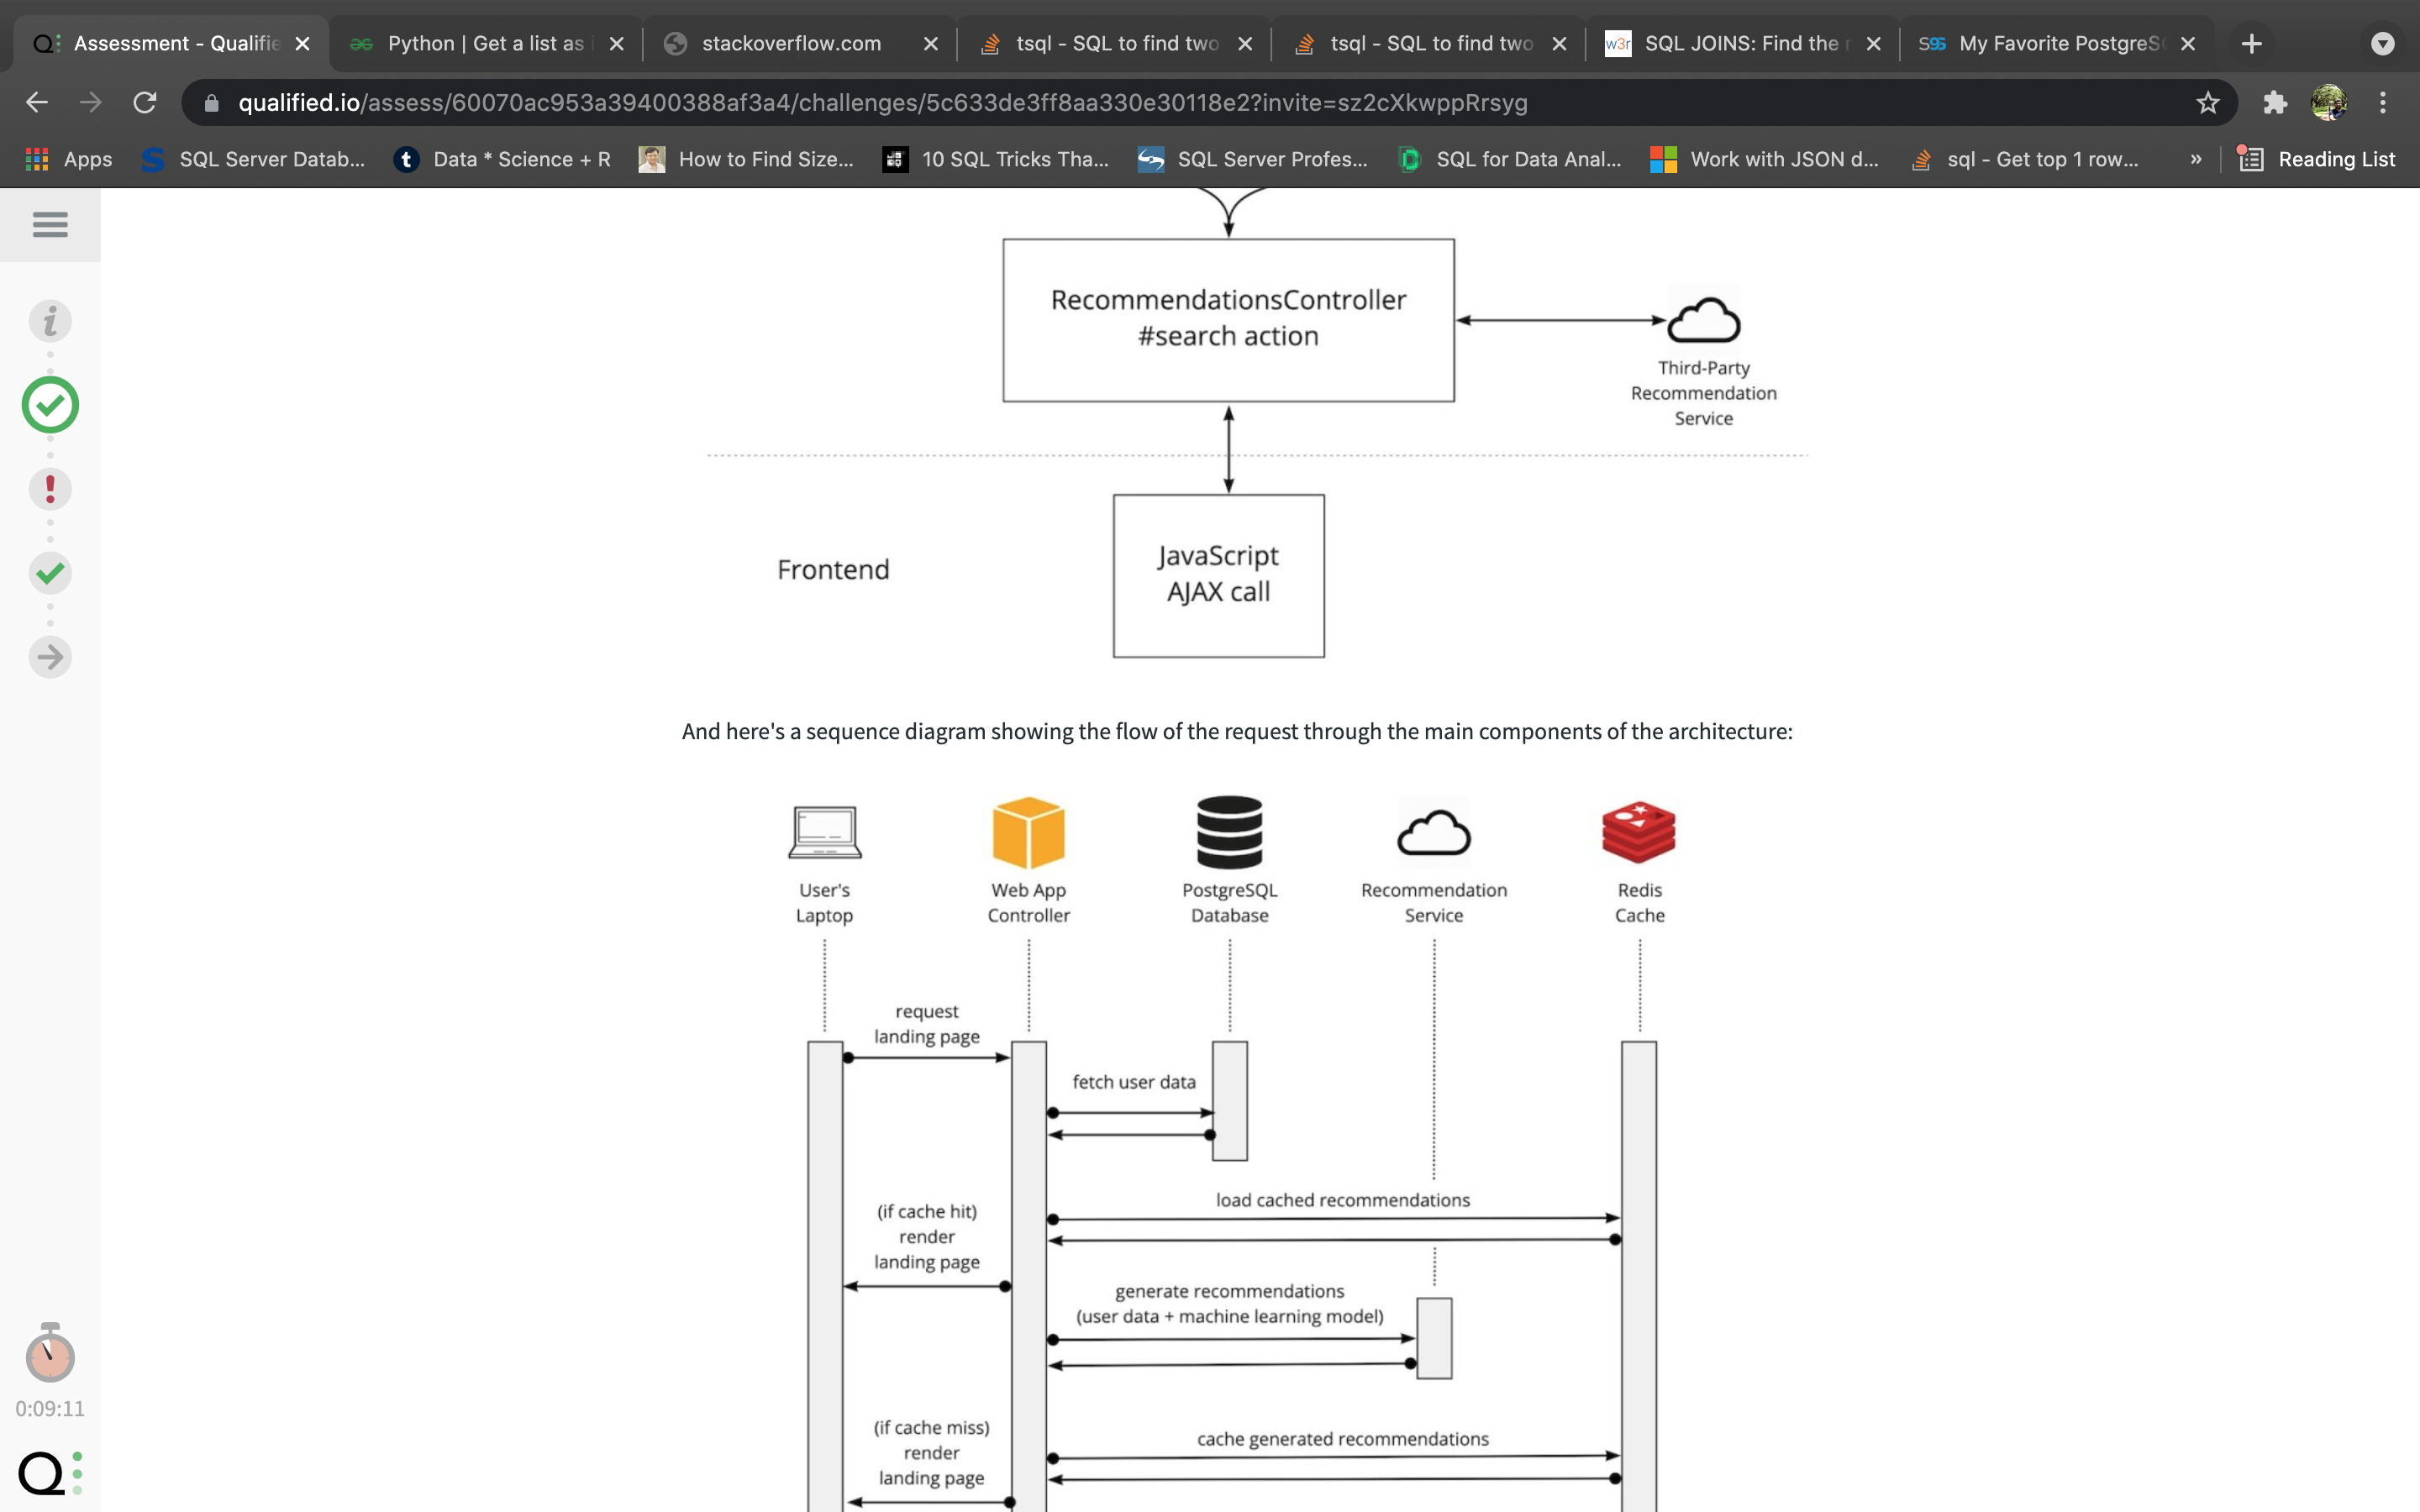 Assessment - Qualifie
Python | Get a list as
stackoverflow.com
tsql - SQL to find two
tsql - SQL to find two
w3r
SQL JOINS: Find the
S96
My Favorite PostgreS
qualified.io/assess/60070ac953a39400388af3a4/challenges/5c633de3ff8aa330e30118e2?invite=sz2cXkwppRrsyg
Apps
SQL Server Datab...
Data * Science + R
How to Find Size...
10 SQL Tricks Tha...
SQL Server Profes...
SQL for Data Anal...
Work with JSON d...
sql - Get top 1 row...
»
Reading List
RecommendationsController
#search action
Third-Party
Recommendation
Service
Frontend
JavaScript
AJAX call
And here's a sequence diagram showing the flow of the request through the main components of the architecture:
User's
Laptop
Web App
Controller
PostgreSQL
Database
Recommendation
Service
Redis
Cache
request
landing page
fetch user data
load cached recommendations
(if cache hit)
render
landing page
generate recommendations
(user data + machine learning model)
(if cache miss)
render
landing page
cache generated recommendations
0:09:11